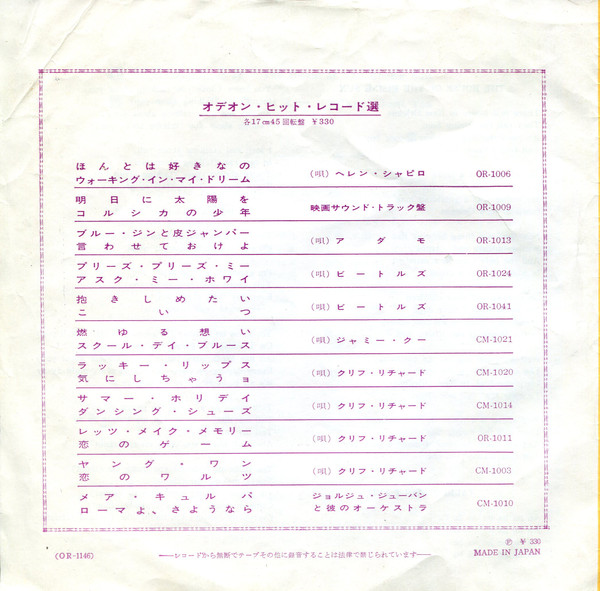 オデオン・ヒット・レコード選
各17㎝45回転盤 ¥330
ほんとは好きなの
ウォーキング・イン・マイ・ドリーム
(唄) ヘレン・シャピロ OR-1006
明日に太陽を
コルシカの少年
映画サウンド・トラック盤 OR-1009
ブルー・ジンと皮ジャンパー
言わせておけよ
(唄) アダモ OR-1013
プリーズ・プリーズ・ミー
アスク・ミー・ホワイ
(唄) ビートルズ OR-1024
抱きしめたい
こいつ
(唄) ビートルズ OR-1041
燃ゆる想い
スクール・デイ・ブルース
(唄) ジャミー・クー CM-1021
ラッキー・リップス
気にしちゃうョ
(唄) クリフ・リチャード CM-1020
サマー・ホリデイ
ダンシング・シューズ
(唄) クリフ・リチャード CM-1014
レッツ・メイク・メモリー
恋のゲーム
(唄) クリフ・リチャード OR-1011
ヤング・ワン
恋のワルツ
(唄) クリフ・リチャード CM-1003
メア・キュルパ
ローマよ、さようなら
ジョルジュ・ジューバン
と彼のオーケストラ
CM-1010
(OR-1146)
──レコードから無断でテープその他に録音することは法律で禁じられています──
Ⓟ ¥330
MADE IN JAPAN